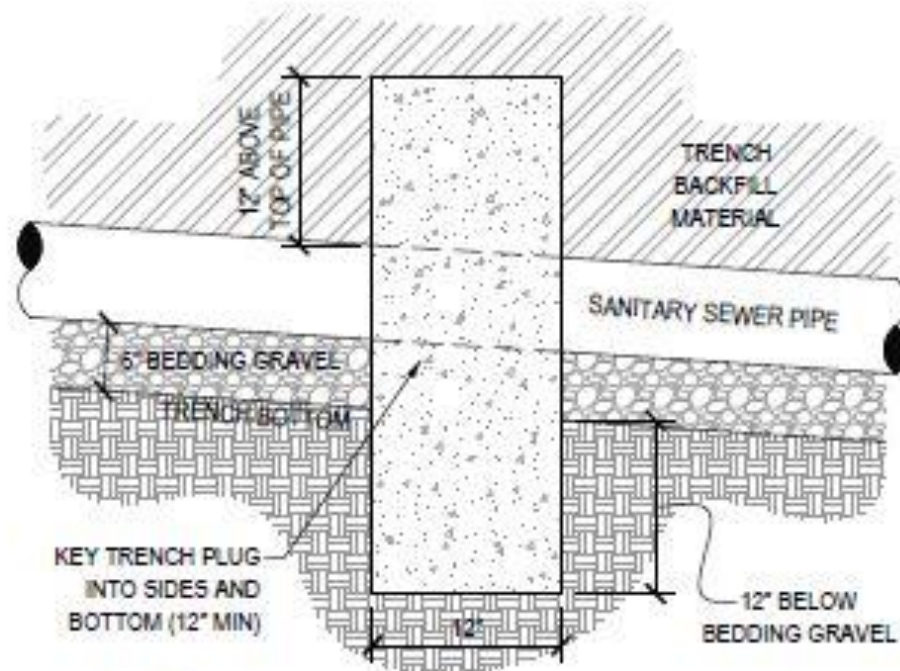 12" ABOVE
TOP OF PIPE
TRENCH
BACKFILL
MATERIAL
SANITARY SEWER PIPE
6" BEDDING GRAVEL
TRENCH BOTTOM
KEY TRENCH PLUG
INTO SIDES AND
BOTTOM (12" MIN)
12"
12" BELOW
BEDDING GRAVEL